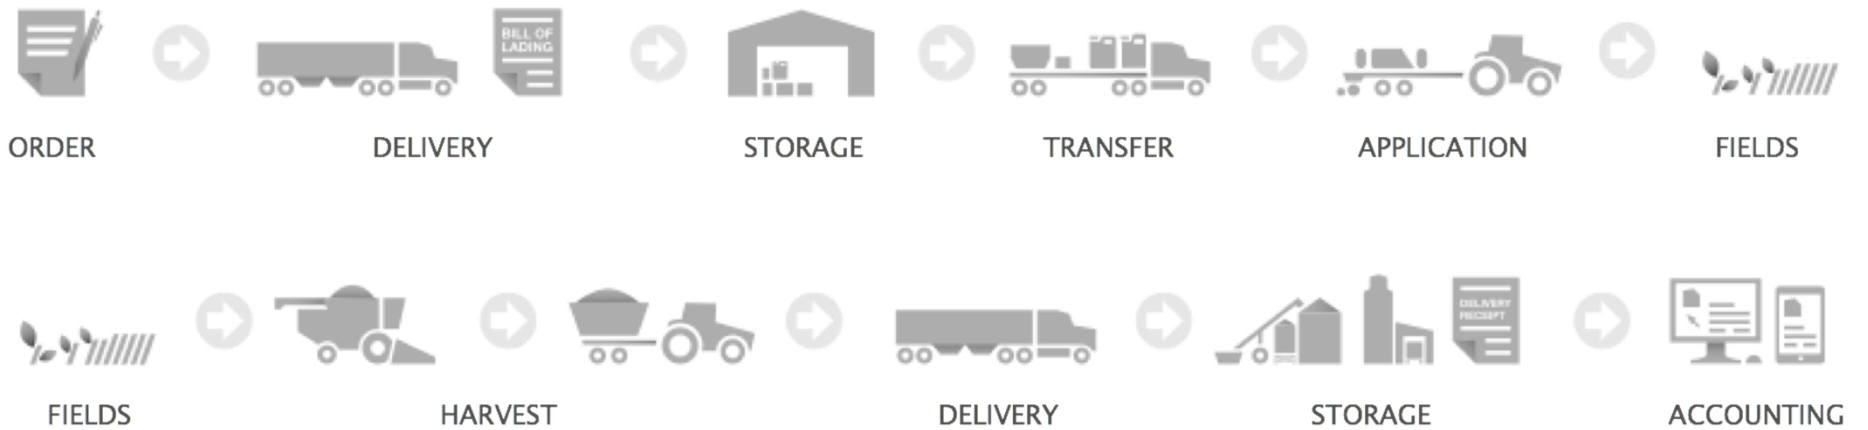 BILL OF
LADING
ORDER
DELIVERY
STORAGE
TRANSFER
APPLICATION
FIELDS
DELIVERY
RECEIPT
FIELDS
HARVEST
DELIVERY
STORAGE
ACCOUNTING